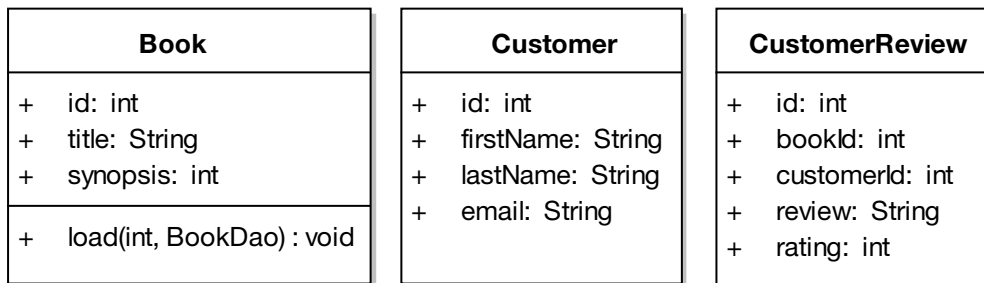 Book
+ id: int
+ title: String
+ synopsis: int
+ load(int, BookDao) : void
Customer
+ id: int
+ firstName: String
+ lastName: String
+ email: String
CustomerReview
+ id: int
+ bookId: int
+ customerId: int
+ review: String
+ rating: int